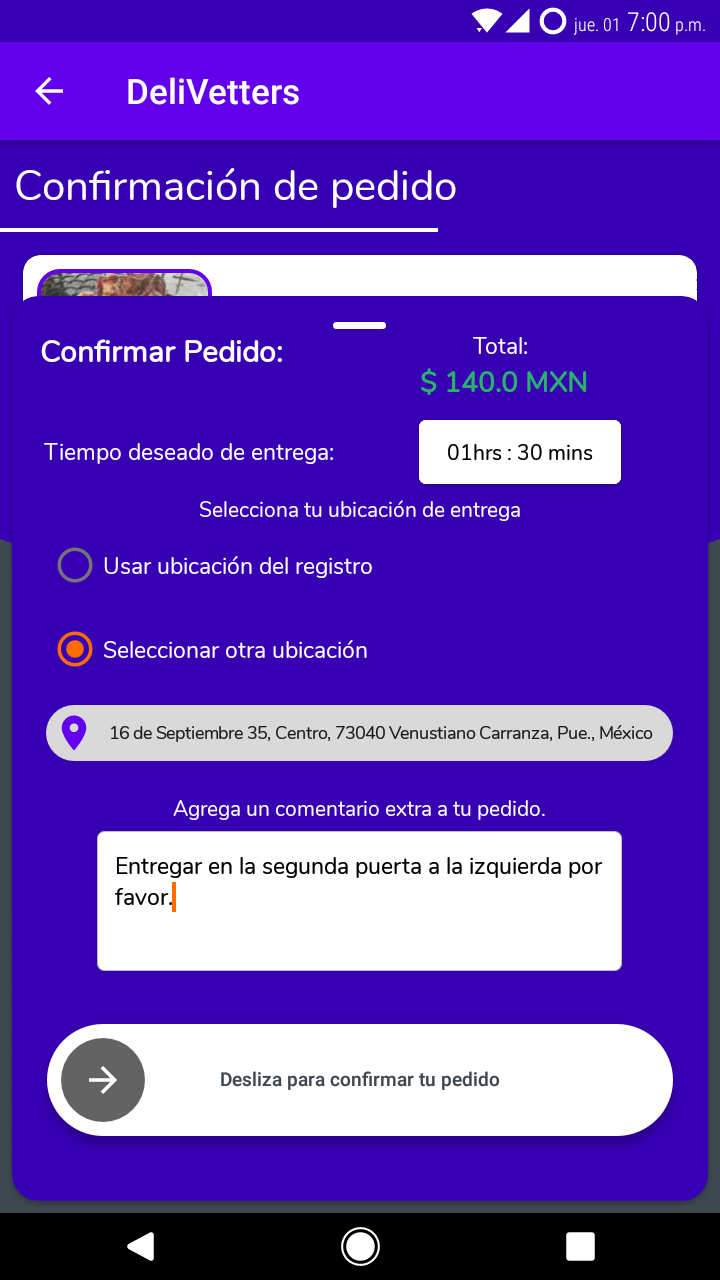 jue. 01 7:00 p.m.
DeliVetters
Confirmación de pedido
Confirmar Pedido:
Total:
$ 140.0 MXN
Tiempo deseado de entrega:
01hrs : 30 mins
Selecciona tu ubicación de entrega
Usar ubicación del registro
Seleccionar otra ubicación
16 de Septiembre 35, Centro, 73040 Venustiano Carranza, Pue., México
Agrega un comentario extra a tu pedido.
Entregar en la segunda puerta a la izquierda por
favor.
Desliza para confirmar tu pedido